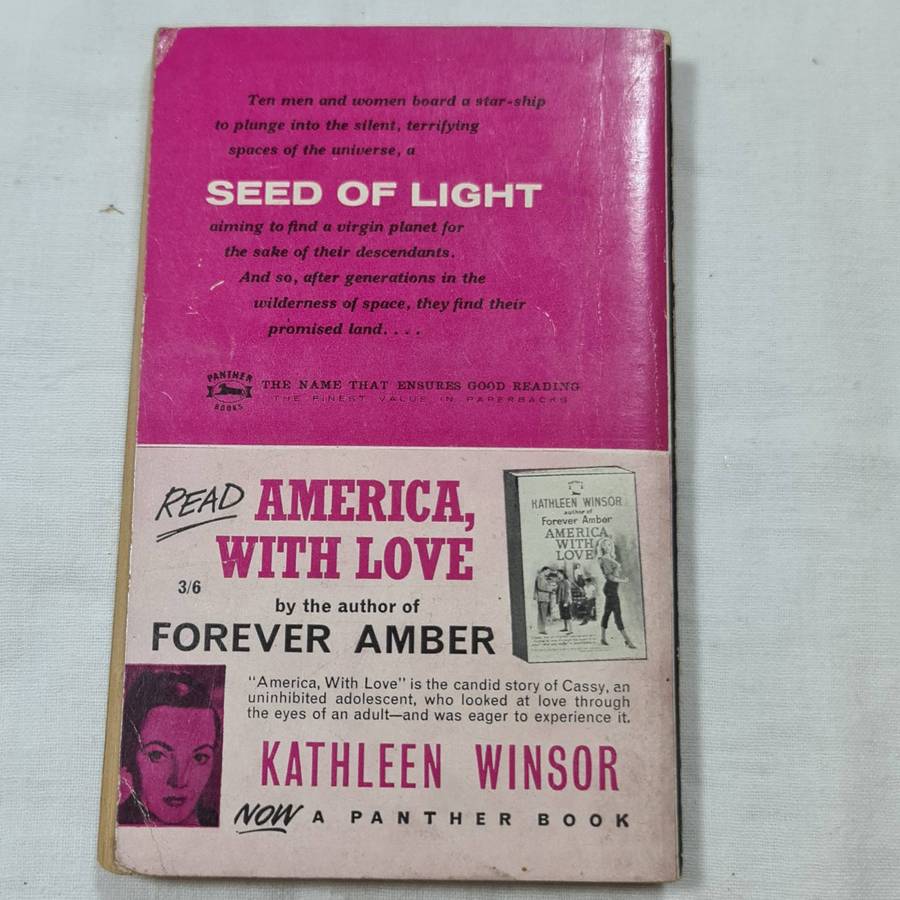 Ten men and women board a star-ship
to plunge into the silent, terrifying
spaces of the universe, a
SEED OF LIGHT
aiming to find a virgin planet for
the sake of their descendants.
And so, after generations in the
wilderness of space, they find their
promised land. . . .
PANTHER
BOOKS
THE NAME THAT ENSURES GOOD READING
THE FINEST VALUE IN PAPERBACKS
READ AMERICA,
WITH LOVE
3/6
by the author of
FOREVER AMBER
KATHLEEN WINSOR
author of
Forever Amber
AMERICA
WITH
LOVE
"America, With Love" is the candid story of Cassy, an
uninhibited adolescent, who looked at love through
the eyes of an adult—and was eager to experience it.
KATHLEEN WINSOR
NOW A PANTHER BOOK